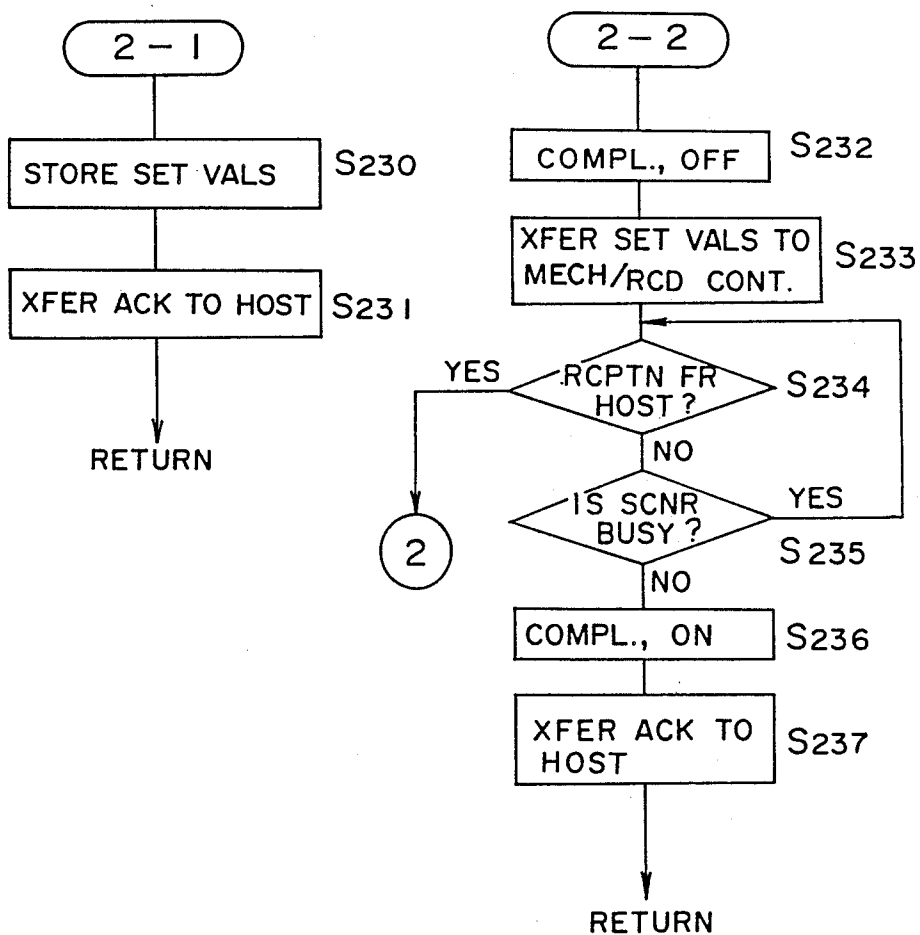 2-1
STORE SET VALS
S230
XFER ACK TO HOST
S231
RETURN
2-2
COMPL., OFF
S232
XFER SET VALS TO
MECH/RCD CONT.
S233
YES
RCPTN FR
HOST?
S234
NO
IS SCNR
BUSY?
YES
S235
2
NO
COMPL., ON
S236
XFER ACK TO
HOST
S237
RETURN